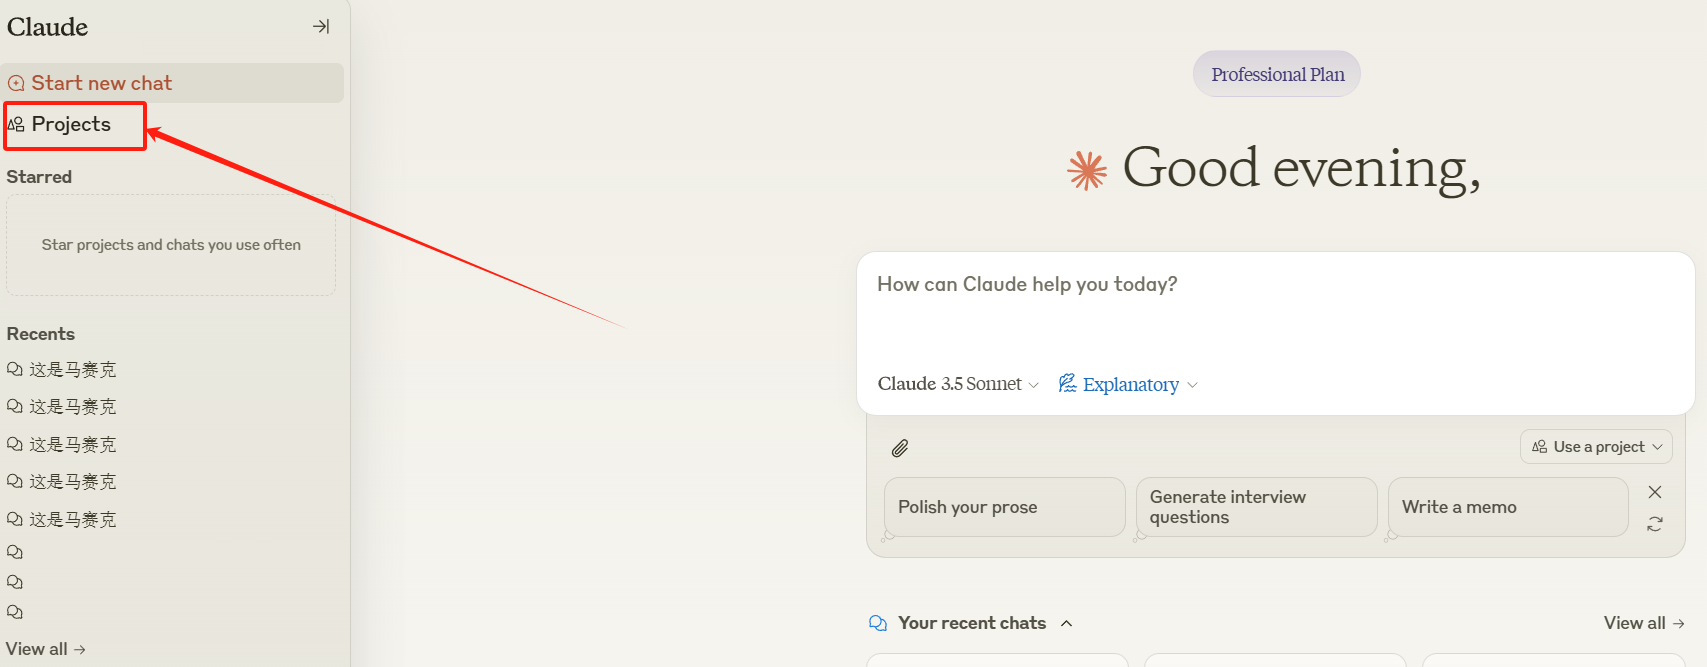 Claude
Start new chat
Projects
Starred
Star projects and chats you use often
Recents
这是马赛克
这是马赛克
这是马赛克
这是马赛克
这是马赛克
View all →
Professional Plan
Good evening,
How can Claude help you today?
Claude 3.5 Sonnet
Explanatory
Use a project
Polish your prose
Generate interview
questions
Write a memo
Your recent chats
View all →